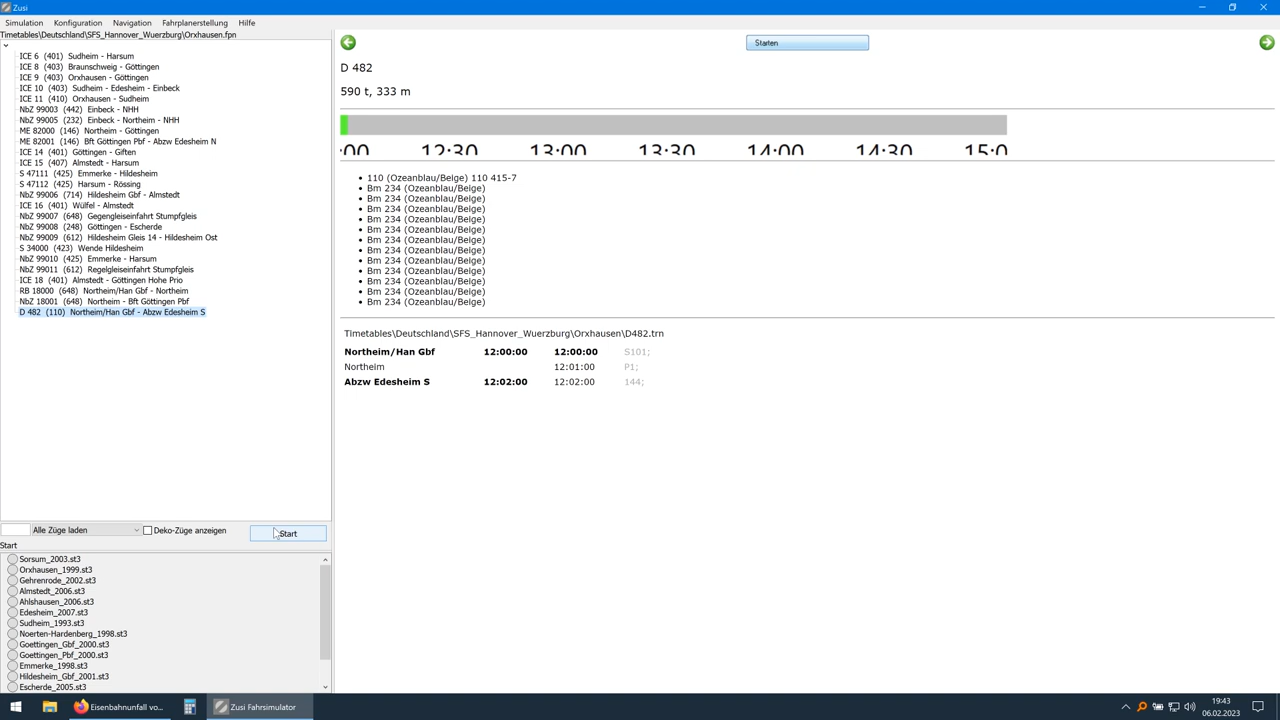 Zusi
Simulation Konfiguration Navigation Fahrplanerstellung Hilfe
Timetables\Deutschland\SFS_Hannover_Wuerzburg\Orxhausen.fpn
ICE 6 (401) Sudheim - Harsum
ICE 8 (403) Braunschweig - Göttingen
ICE 9 (403) Orxhausen - Göttingen
ICE 10 (403) Sudheim - Edesheim - Einbeck
ICE 11 (410) Orxhausen - Sudheim
NbZ 99003 (442) Einbeck - NHH
NbZ 99005 (232) Einbeck - Northeim - NHH
ME 82000 (146) Northeim - Göttingen
ME 82001 (146) Bft Göttingen Pbf - Abzw Edesheim N
ICE 14 (401) Göttingen - Giften
ICE 15 (407) Almstedt - Harsum
S 47111 (425) Emmerke - Hildesheim
S 47112 (425) Harsum - Rössing
NbZ 99006 (714) Hildesheim Gbf - Almstedt
ICE 16 (401) Wülfel - Almstedt
NbZ 99007 (648) Gegengleiseinfahrt Stumpfgleis
NbZ 99008 (248) Göttingen - Escherde
NbZ 99009 (612) Hildesheim Gleis 14 - Hildesheim Ost
S 34000 (423) Wende Hildesheim
NbZ 99010 (425) Emmerke - Harsum
NbZ 99011 (612) Regelgleiseinfahrt Stumpfgleis
ICE 18 (401) Almstedt - Göttingen Hohe Prio
RB 18000 (648) Northeim/Han Gbf - Northeim
NbZ 18001 (648) Northeim - Bft Göttingen Pbf
D 482 (110) Northeim/Han Gbf - Abzw Edesheim S
Alle Züge laden Deko-Züge anzeigen Start
Start
Sorsum_2003.st3
Orxhausen_1999.st3
Gehrenrode_2002.st3
Almstedt_2006.st3
Ahlshausen_2006.st3
Edesheim_2007.st3
Sudheim_1993.st3
Noerten-Hardenberg_1998.st3
Goettingen_Gbf_2000.st3
Goettingen_Pbf_2000.st3
Emmerke_1998.st3
Hildesheim_Gbf_2001.st3
Escherde_2005.st3
Starten
D 482
590 t, 333 m
:00 12:30 13:00 13:30 14:00 14:30 15:0
110 (Ozeanblau/Beige) 110 415-7
Bm 234 (Ozeanblau/Beige)
Bm 234 (Ozeanblau/Beige)
Bm 234 (Ozeanblau/Beige)
Bm 234 (Ozeanblau/Beige)
Bm 234 (Ozeanblau/Beige)
Bm 234 (Ozeanblau/Beige)
Bm 234 (Ozeanblau/Beige)
Bm 234 (Ozeanblau/Beige)
Bm 234 (Ozeanblau/Beige)
Bm 234 (Ozeanblau/Beige)
Bm 234 (Ozeanblau/Beige)
Bm 234 (Ozeanblau/Beige)
Timetables\Deutschland\SFS_Hannover_Wuerzburg\Orxhausen\D482.trn
Northeim/Han Gbf 12:00:00 12:00:00 S101;
Northeim 12:01:00 P1;
Abzw Edesheim S 12:02:00 12:02:00 144;
Eisenbahnunfall vo... Zusi Fahrsimulator
19:43
06.02.2023